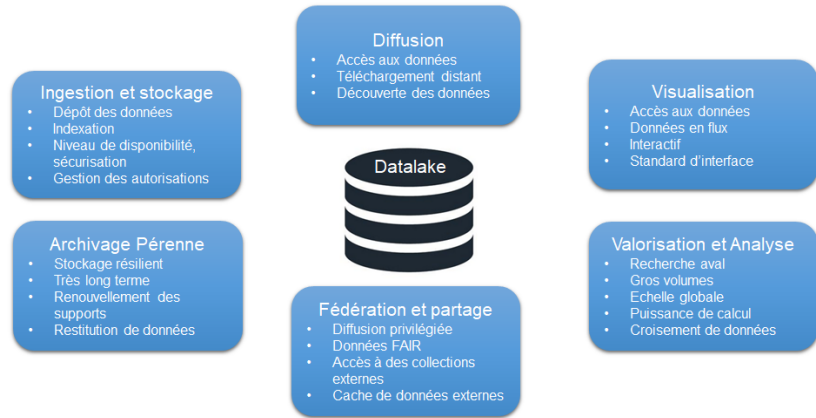 Diffusion
Accès aux données
Téléchargement distant
Découverte des données
Ingestion et stockage
Dépôt des données
Indexation
Niveau de disponibilité,
sécurisation
Gestion des autorisations
Visualisation
Accès aux données
Données en flux
Interactif
Standard d'interface
Datalake
Archivage Pérenne
Stockage résilient
Très long terme
Renouvellement des
supports
Restitution de données
Fédération et partage
Diffusion privilégiée
Données FAIR
Accès à des collections
externes
Cache de données externes
Valorisation et Analyse
Recherche aval
Gros volumes
Echelle globale
Puissance de calcul
Croisement de données